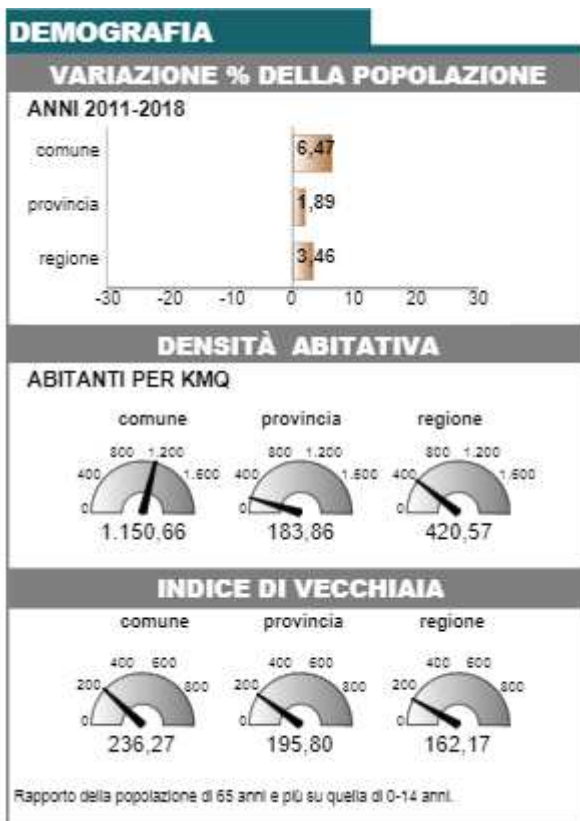 DEMOGRAFIA
VARIAZIONE % DELLA POPOLAZIONE
ANNI 2011-2018
comune 6,47
provincia 1,89
regione 3,46
-30 -20 -10 0 10 20 30
DENSITÀ ABITATIVA
ABITANTI PER KMQ
comune provincia regione
800 1.200 800 1.200 800 1.200
400 1.600 400 1.600 400 1.600
0 0 0
1.150,66 183,86 420,57
INDICE DI VECCHIAIA
comune provincia regione
400 600 400 600 400 600
200 800 200 800 200 800
0 0 0
236,27 195,80 162,17
Rapporto della popolazione di 65 anni e più su quella di 0-14 anni.